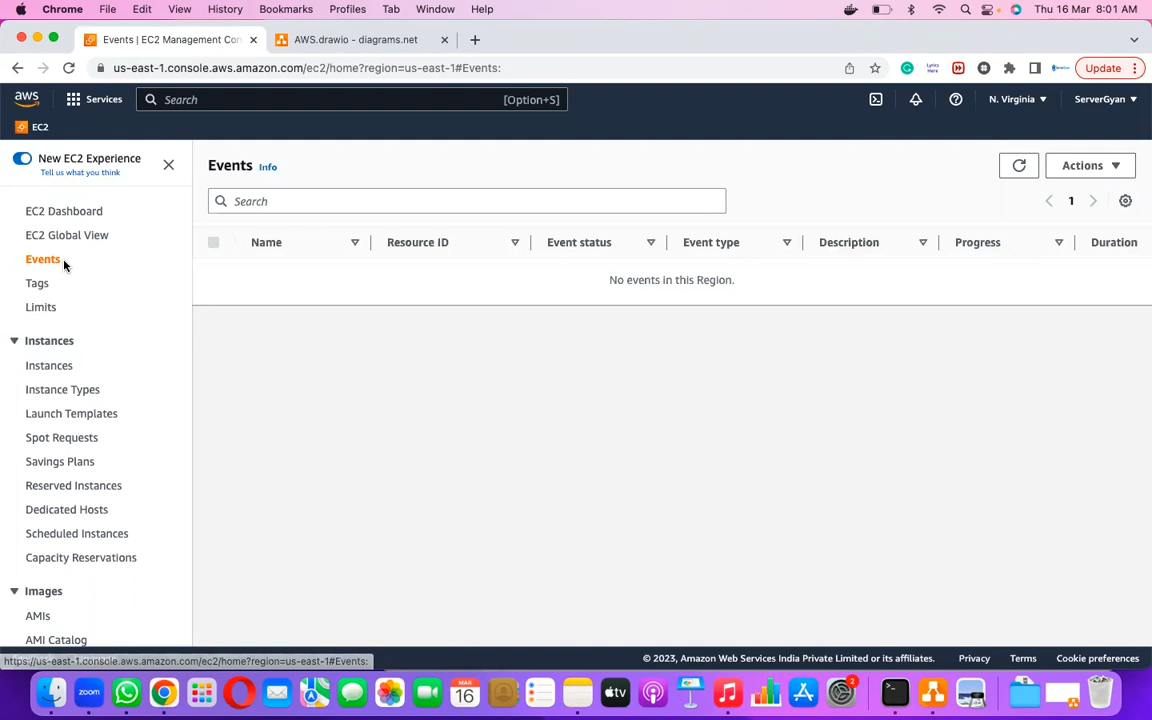 Chrome File Edit View History Bookmarks Profiles Tab Window Help Thu 16 Mar 8:01 AM
Events | EC2 Management Con
AWS.drawio - diagrams.net
us-east-1.console.aws.amazon.com/ec2/home?region=us-east-1#Events:
Update
aws Services Search [Option+S] N. Virginia ServerGyan
EC2
New EC2 Experience
Tell us what you think
EC2 Dashboard
EC2 Global View
Events
Tags
Limits
Instances
Instances
Instance Types
Launch Templates
Spot Requests
Savings Plans
Reserved Instances
Dedicated Hosts
Scheduled Instances
Capacity Reservations
Images
AMIs
AMI Catalog
Events Info
Actions
Search
1
Name Resource ID Event status Event type Description Progress Duration
No events in this Region.
https://us-east-1.console.aws.amazon.com/ec2/home?region=us-east-1#Events:
© 2023, Amazon Web Services India Private Limited or its affiliates. Privacy Terms Cookie preferences
zoom
MAR
16
tv
2